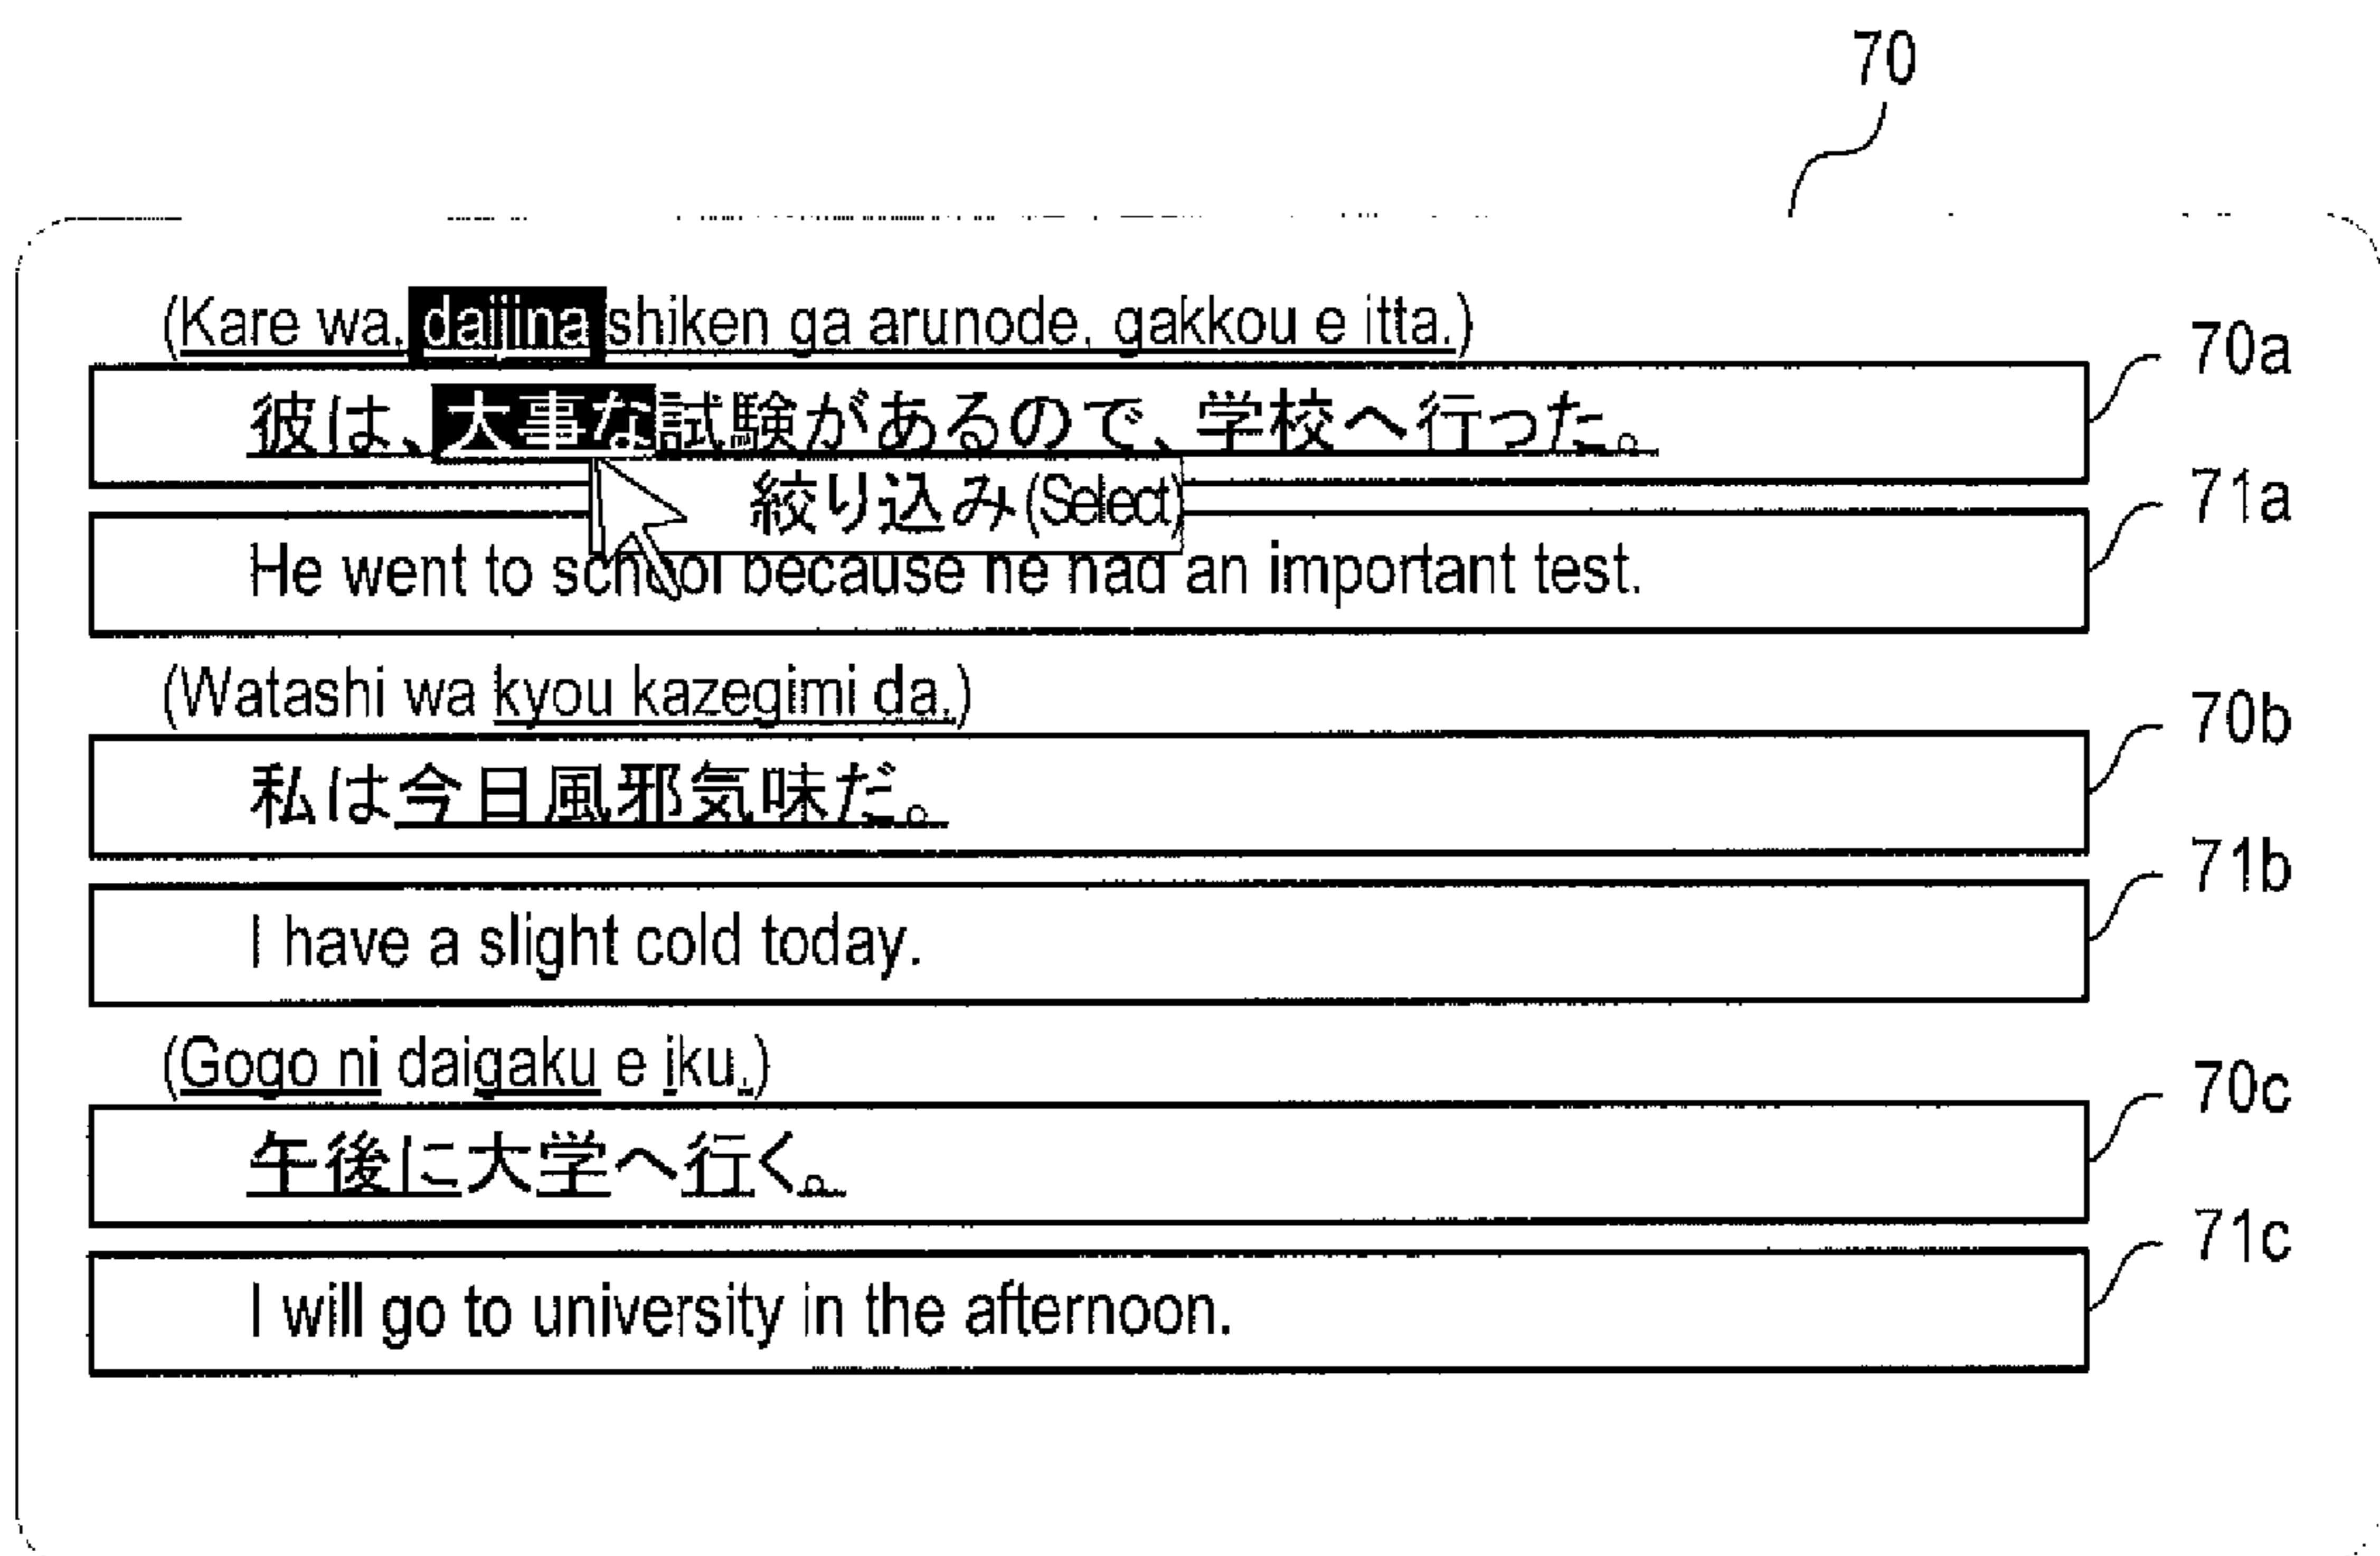 70
(Kare wa, daijina shiken ga arunode, gakkou e itta.)
70a
彼は、大事な試験があるので、学校へ行った。
絞り込み(Select)
71a
He went to school because he had an important test.
(Watashi wa kyou kazegimi da.)
70b
私は今日風邪気味だ。
71b
I have a slight cold today.
(Gogo ni daigaku e iku.)
70c
午後に大学へ行く。
71c
I will go to university in the afternoon.